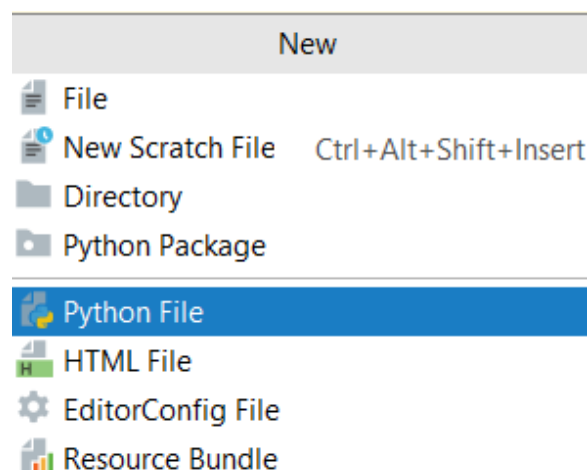 New
File
New Scratch File Ctrl+Alt+Shift+Insert
Directory
Python Package
Python File
H HTML File
EditorConfig File
Resource Bundle